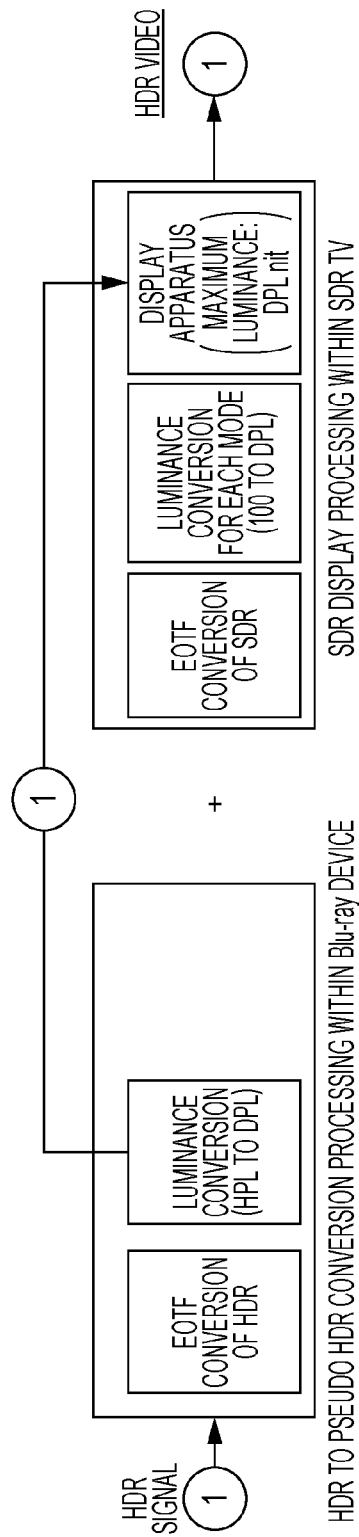 HDR
SIGNAL
1
EOTF
CONVERSION
OF HDR
LUMINANCE
CONVERSION
(HPL TO DPL)
HDR TO PSEUDO HDR CONVERSION PROCESSING WITHIN Blu-ray DEVICE
1
+
EOTF
CONVERSION
OF SDR
LUMINANCE
CONVERSION
FOR EACH MODE
(100 TO DPL)
DISPLAY
APPARATUS
(MAXIMUM
LUMINANCE:
DPL nit)
SDR DISPLAY PROCESSING WITHIN SDR TV
HDR VIDEO
1